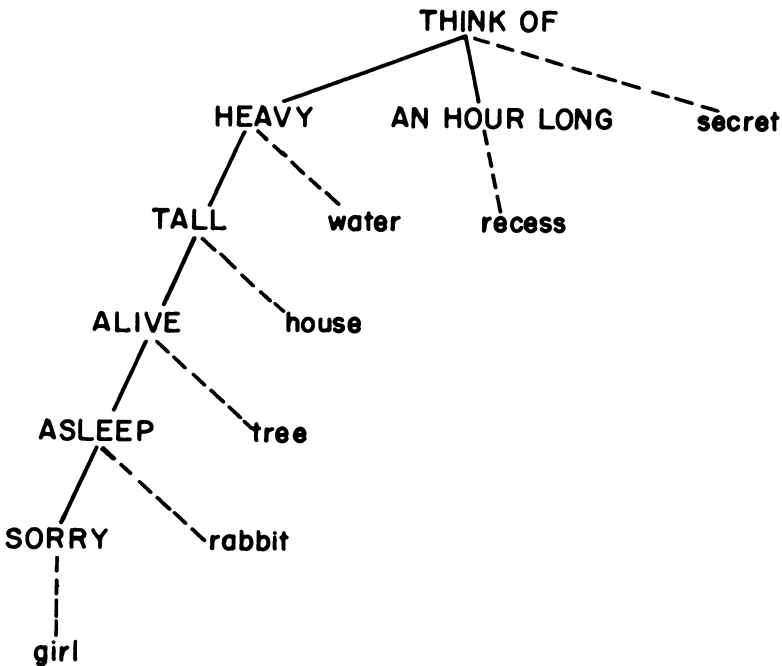 THINK OF
HEAVY AN HOUR LONG secret
TALL water recess
ALIVE house
ASLEEP tree
SORRY rabbit
girl